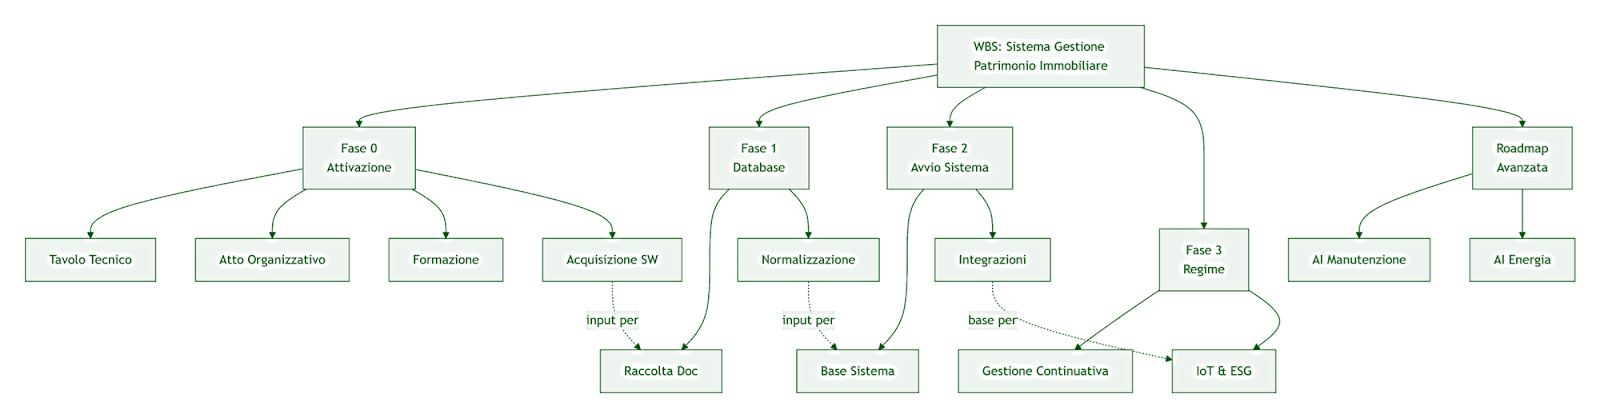 WBS: Sistema Gestione
Patrimonio Immobiliare
Fase 0
Attivazione
Fase 1
Database
Fase 2
Avvio Sistema
Roadmap
Avanzata
Tavolo Tecnico
Atto Organizzativo
Formazione
Acquisizione SW
Normalizzazione
Integrazioni
Fase 3
Regime
AI Manutenzione
AI Energia
input per
input per
base per
Raccolta Doc
Base Sistema
Gestione Continuativa
IoT & ESG